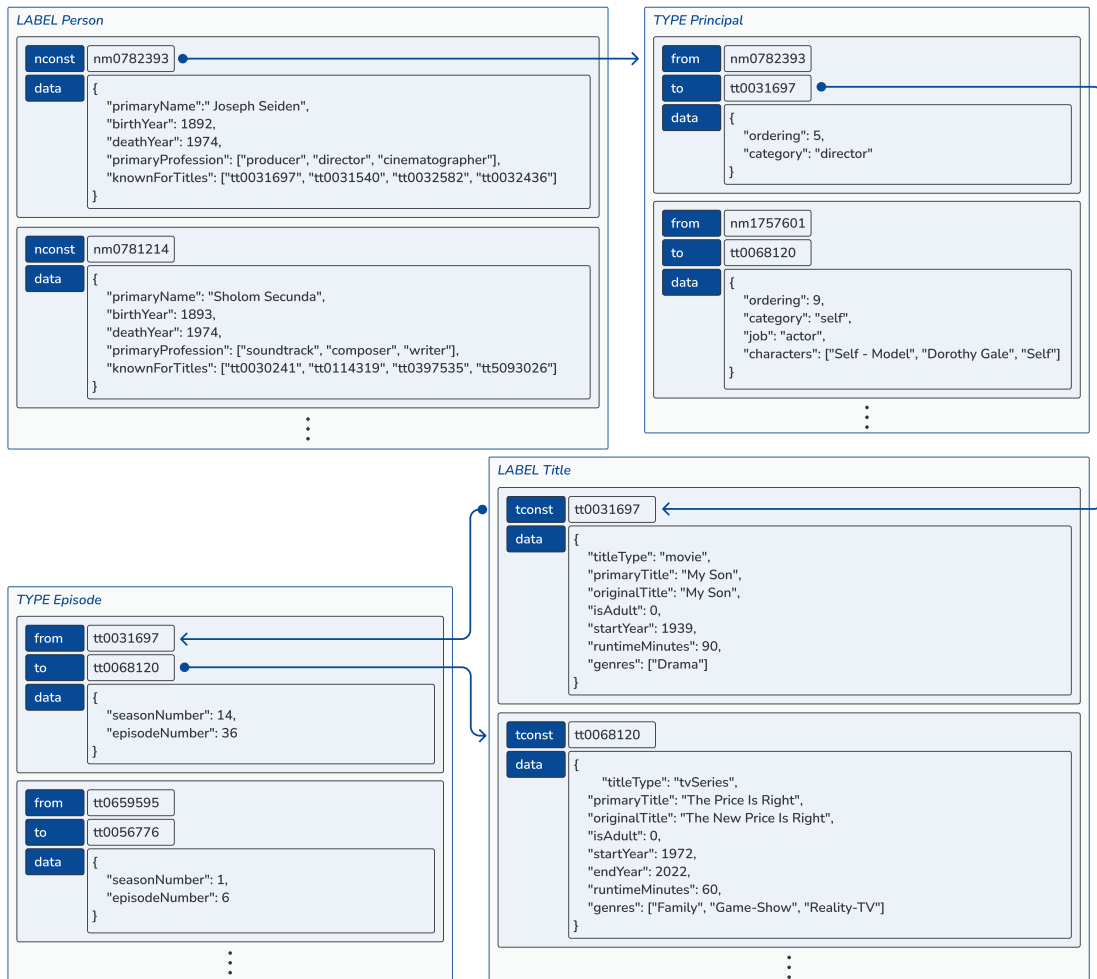 LABEL Person
nconst nm0782393
data {
"primaryName":" Joseph Seiden",
"birthYear": 1892,
"deathYear": 1974,
"primaryProfession": ["producer", "director", "cinematographer"],
"knownForTitles": ["tt0031697", "tt0031540", "tt0032582", "tt0032436"]
}
nconst nm0781214
data {
"primaryName": "Sholom Secunda",
"birthYear": 1893,
"deathYear": 1974,
"primaryProfession": ["soundtrack", "composer", "writer"],
"knownForTitles": ["tt0030241", "tt0114319", "tt0397535", "tt5093026"]
}
TYPE Principal
from nm0782393
to tt0031697
data {
"ordering": 5,
"category": "director"
}
from nm1757601
to tt0068120
data {
"ordering": 9,
"category": "self",
"job": "actor",
"characters": ["Self - Model", "Dorothy Gale", "Self"]
}
LABEL Title
tconst tt0031697
data {
"titleType": "movie",
"primaryTitle": "My Son",
"originalTitle": "My Son",
"isAdult": 0,
"startYear": 1939,
"runtimeMinutes": 90,
"genres": ["Drama"]
}
tconst tt0068120
data {
"titleType": "tvSeries",
"primaryTitle": "The Price Is Right",
"originalTitle": "The New Price Is Right",
"isAdult": 0,
"startYear": 1972,
"endYear": 2022,
"runtimeMinutes": 60,
"genres": ["Family", "Game-Show", "Reality-TV"]
}
TYPE Episode
from tt0031697
to tt0068120
data {
"seasonNumber": 14,
"episodeNumber": 36
}
from tt0659595
to tt0056776
data {
"seasonNumber": 1,
"episodeNumber": 6
}